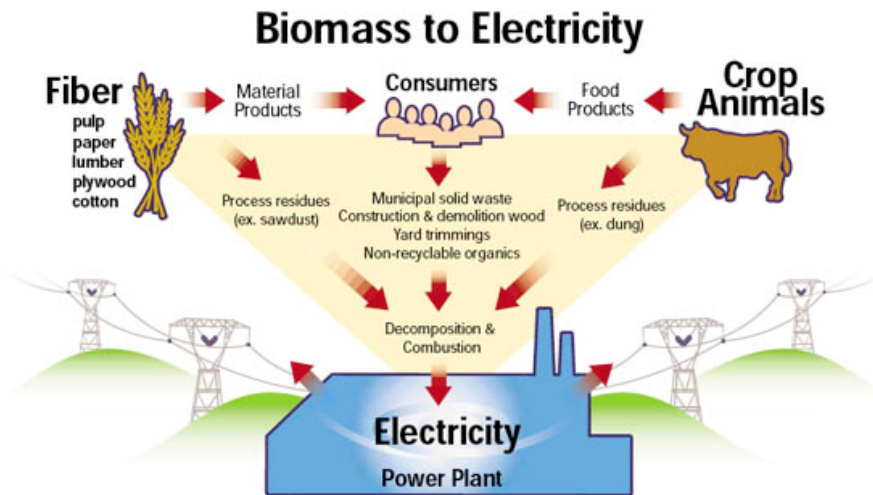 Biomass to Electricity
Fiber
pulp
paper
lumber
plywood
cotton
Material
Products
Consumers
Food
Products
Crop
Animals
Process residues
(ex. sawdust)
Municipal solid waste
Construction & demolition wood
Yard trimmings
Non-recyclable organics
Process residues
(ex. dung)
Decomposition &
Combustion
Electricity
Power Plant